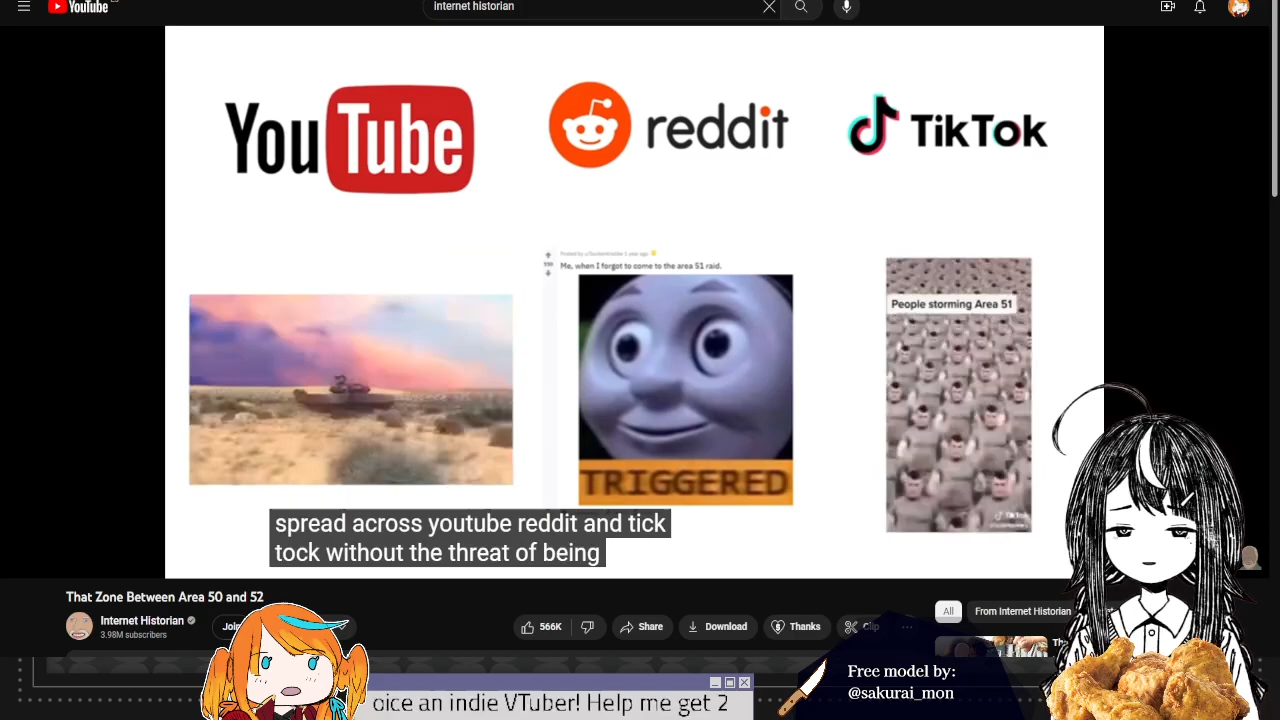 YouTube
internet historian
YouTube
reddit
TikTok
Me, when I forgot to come to the area 51 raid.
People storming Area 51
TRIGGERED
TikTok
spread across youtube reddit and tick
tock without the threat of being
That Zone Between Area 50 and 52
Internet Historian
3.98M subscribers
Join
566K
Share
Download
Thanks
Clip
All
From Internet Historian
oice an indie VTuber! Help me get 2
Free model by:
@sakurai_mon